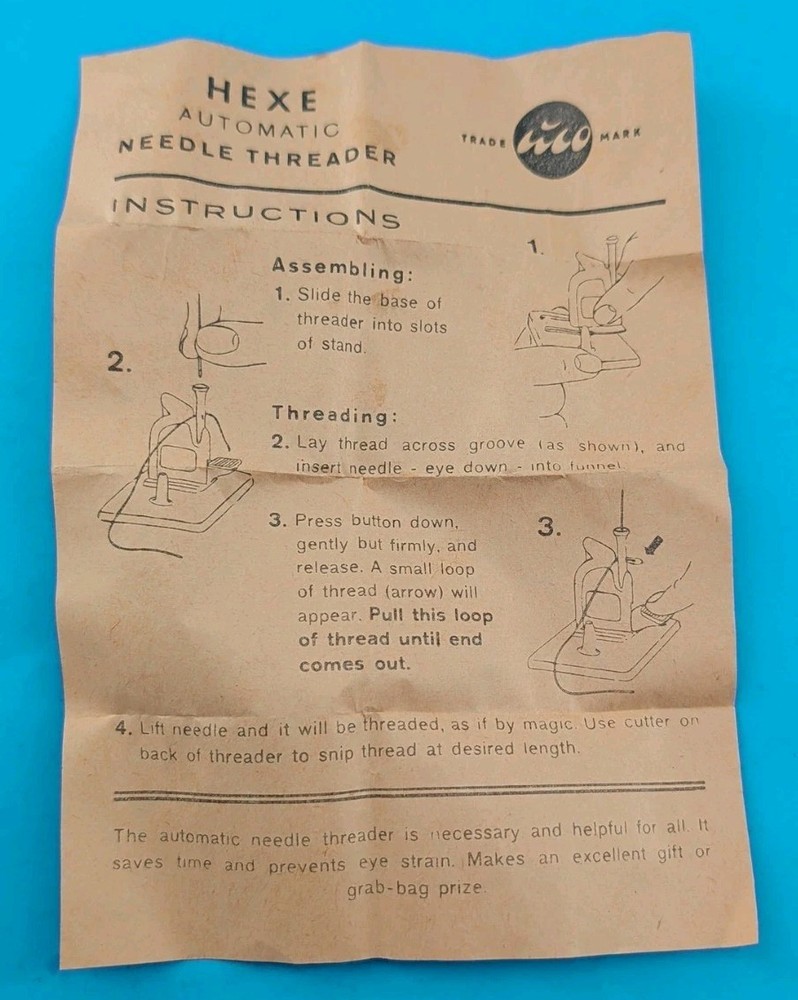 HEXE
AUTOMATIC
NEEDLE THREADER
TRADE MARK
INSTRUCTIONS
1.
Assembling:
1. Slide the base of
threader into slots
of stand.
2.
Threading:
2. Lay thread across groove (as shown), and
insert needle - eye down - into funnel.
3. Press button down,
gently but firmly, and
release. A small loop
of thread (arrow) will
appear. Pull this loop
of thread until end
comes out.
3.
4. Lift needle and it will be threaded, as if by magic. Use cutter on
back of threader to snip thread at desired length.
The automatic needle threader is necessary and helpful for all. It
saves time and prevents eye strain. Makes an excellent gift or
grab-bag prize.